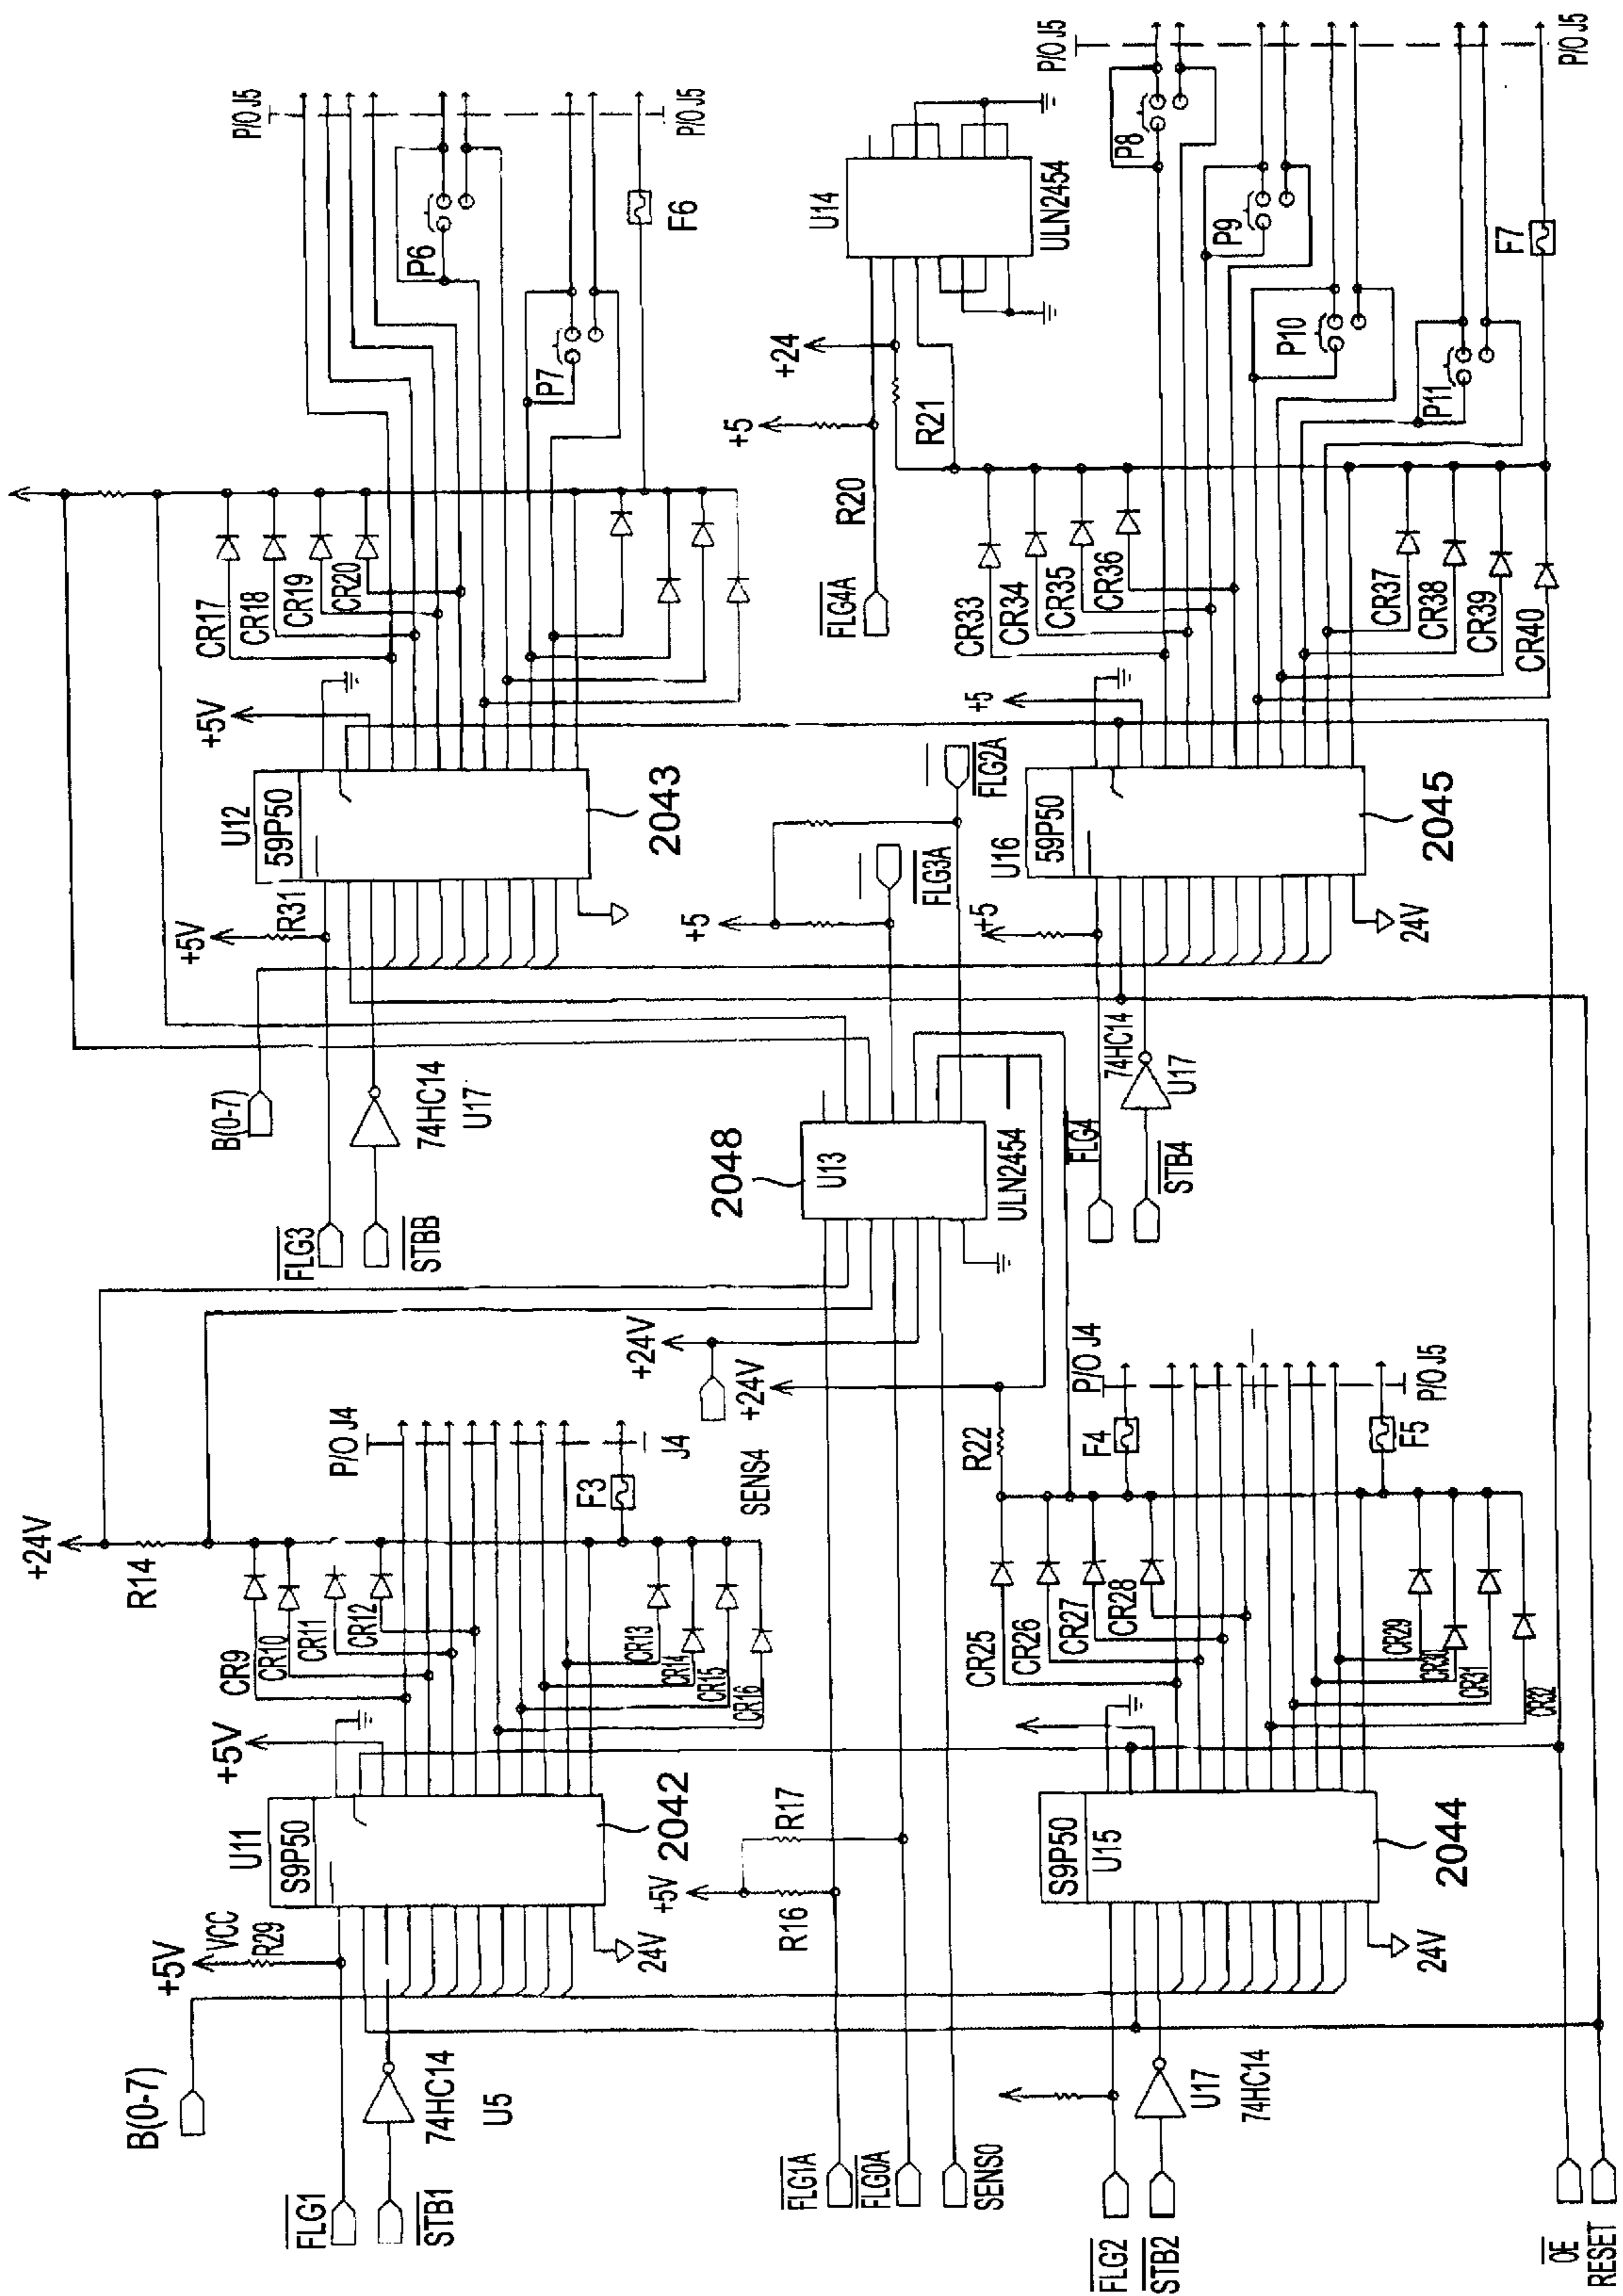 P/O J5
P/O J5
P6
P7
F6
CR17
CR18
CR19
CR20
+5V
U12
59P50
2043
+5V
R31
B(0-7)
74HC14
U17
FLG3
STBB
U14
ULN2454
+24
+5
R21
R20
FLG4A
P/O J5
P/O J5
P8
P9
P10
P11
F7
CR33
CR34
CR35
CR36
CR37
CR38
CR39
CR40
+5
U16
59P50
2045
+5
24V
FLG2A
FLG3A
+5
74HC14
U17
FLG4
STB4
2048
U13
ULN2454
+24V
+24V
SENS4
+24V
R14
P/O J4
J4
F3
CR9
CR10
CR11
CR12
CR13
CR14
CR15
CR16
+5V
U11
S9P50
2042
24V
+5V
VCC
R29
B(0-7)
74HC14
U5
FLG1
STB1
+5V
R16
R17
FLG1A
FLG0A
SENS0
R22
P/O J4
P/O J5
F4
F5
CR25
CR26
CR27
CR28
CR29
CR30
CR31
CR32
S9P50
U15
2044
24V
U17
74HC14
FLG2
STB2
OE
RESET